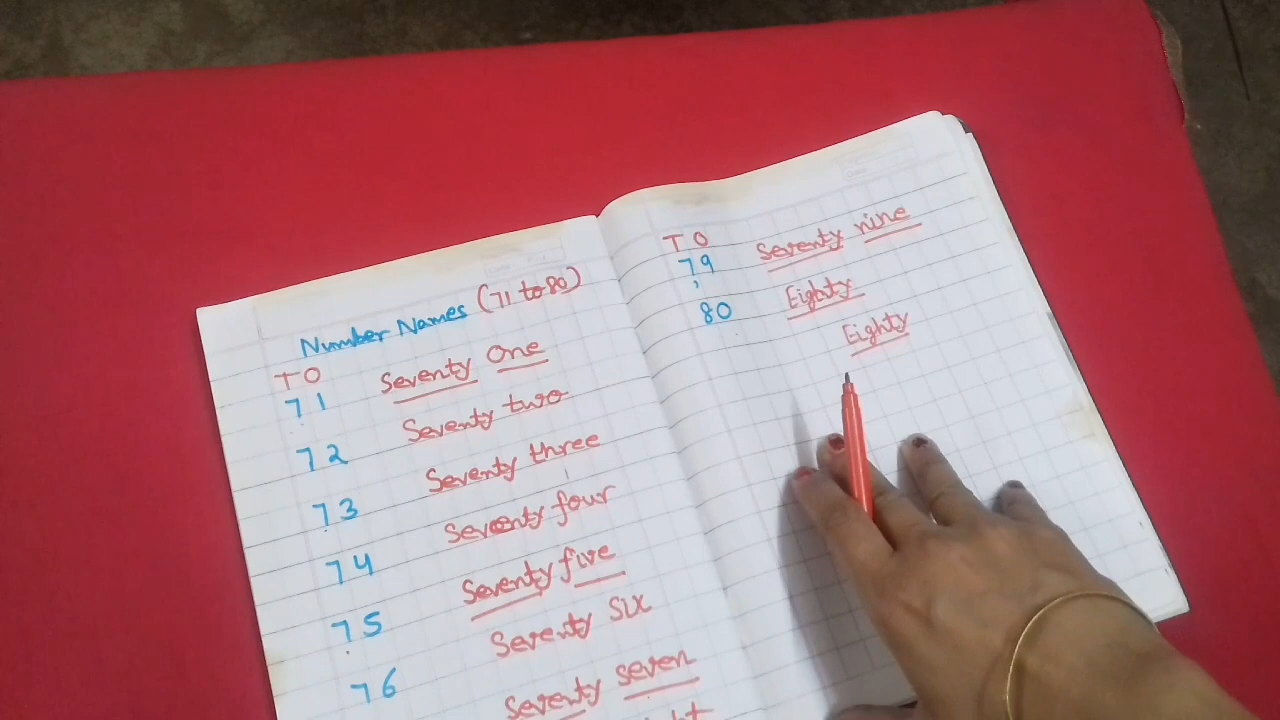 Number Names (71 to 80)
T O
71 Seventy One
72 Seventy two
73 Seventy three
74 Seventy four
75 Seventy five
76 Seventy Six
Seventy seven
T O
79 Seventy nine
80 Eighty
Eighty